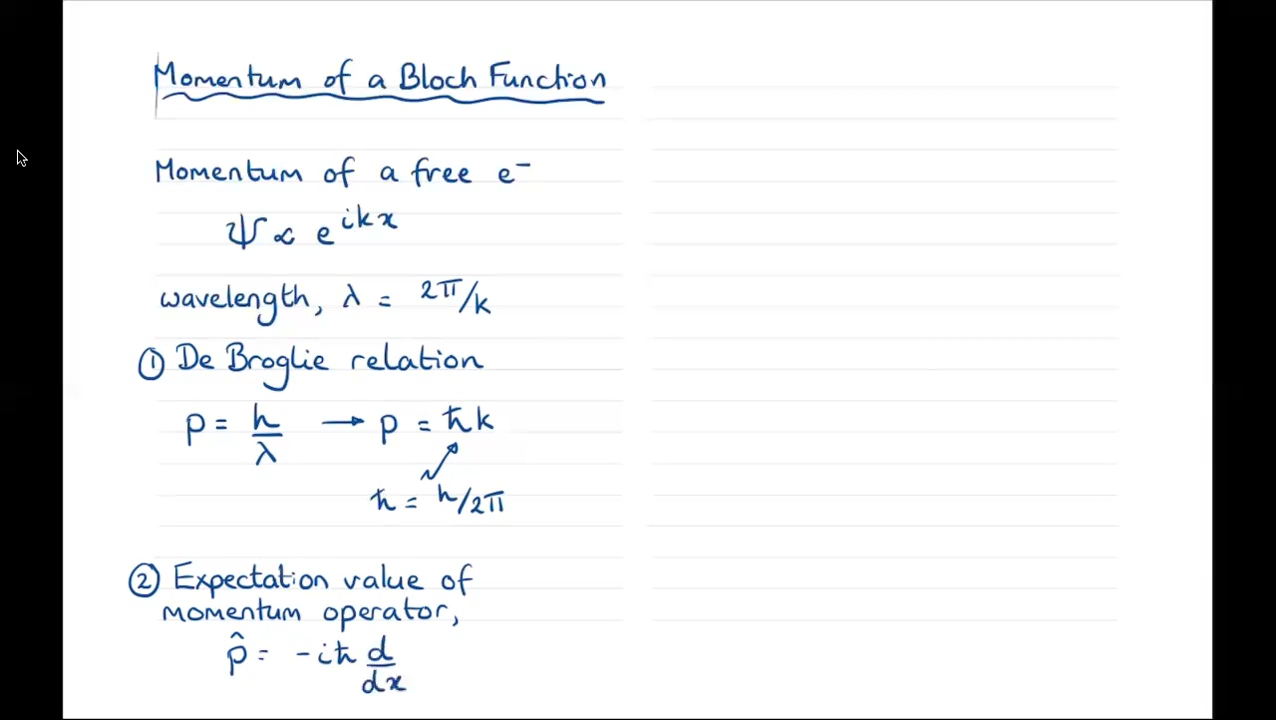 Momentum of a Bloch Function
Momentum of a free e⁻
ψ ∝ e^{ikx}
wavelength, λ = 2π/k
① De Broglie relation
p = h/λ → p = ħk
ħ = h/2π
② Expectation value of
momentum operator,
p̂ = -iħ d/dx